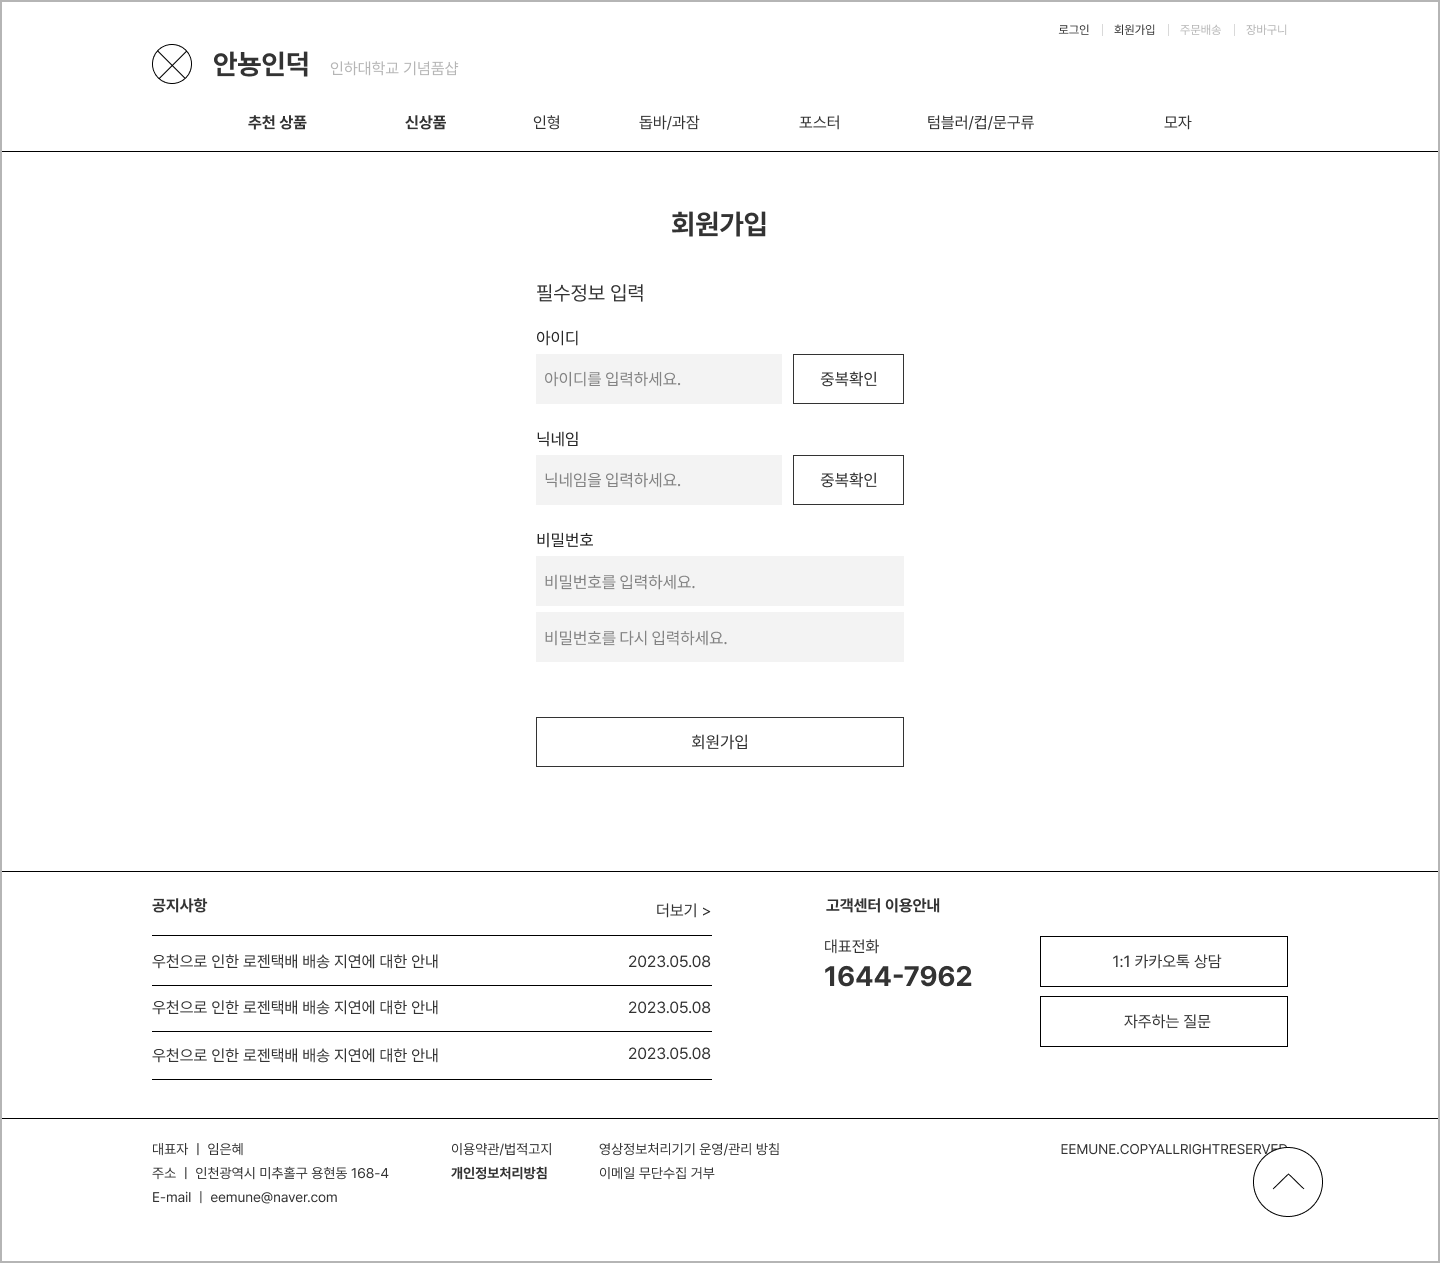 로그인 | 회원가입 | 주문배송 | 장바구니
안뇽인덕 인하대학교 기념품샵
추천 상품 신상품 인형 돕바/과잠 포스터 텀블러/컵/문구류 모자
회원가입
필수정보 입력
아이디
아이디를 입력하세요. 중복확인
닉네임
닉네임을 입력하세요. 중복확인
비밀번호
비밀번호를 입력하세요.
비밀번호를 다시 입력하세요.
회원가입
공지사항 더보기 >
우천으로 인한 로젠택배 배송 지연에 대한 안내 2023.05.08
우천으로 인한 로젠택배 배송 지연에 대한 안내 2023.05.08
우천으로 인한 로젠택배 배송 지연에 대한 안내 2023.05.08
고객센터 이용안내
대표전화
1644-7962
1:1 카카오톡 상담
자주하는 질문
대표자 ㅣ 임은혜
주소 ㅣ 인천광역시 미추홀구 용현동 168-4
E-mail ㅣ eemune@naver.com
이용약관/법적고지
개인정보처리방침
영상정보처리기기 운영/관리 방침
이메일 무단수집 거부
EEMUNE.COPYALLRIGHTRESERVED